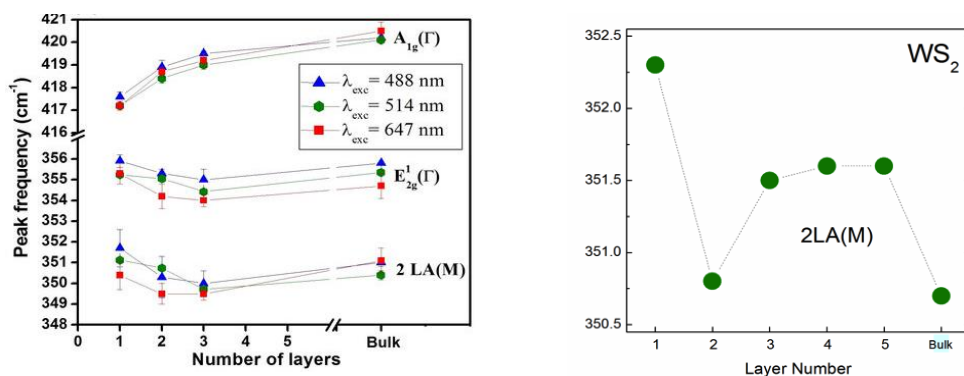 421
420
419
418
417
416
356
355
354
353
352
351
350
349
348
Peak frequency (cm⁻¹)
A₁g(Γ)
λexc = 488 nm
λexc = 514 nm
λexc = 647 nm
E¹₂g(Γ)
2 LA(M)
0 1 2 3 4 5 Bulk
Number of layers
352.5
352.0
351.5
351.0
350.5
WS₂
2LA(M)
0 1 2 3 4 5 Bulk
Layer Number